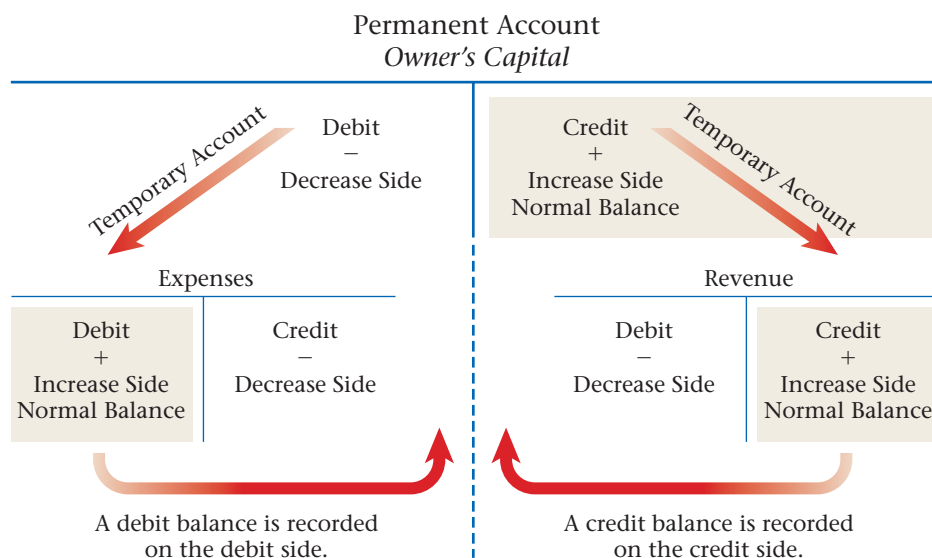 Permanent Account
Owner's Capital
Temporary Account
Debit
−
Decrease Side
Credit
+
Increase Side
Normal Balance
Temporary Account
Expenses
Debit
+
Increase Side
Normal Balance
Credit
−
Decrease Side
Revenue
Debit
−
Decrease Side
Credit
+
Increase Side
Normal Balance
A debit balance is recorded
on the debit side.
A credit balance is recorded
on the credit side.